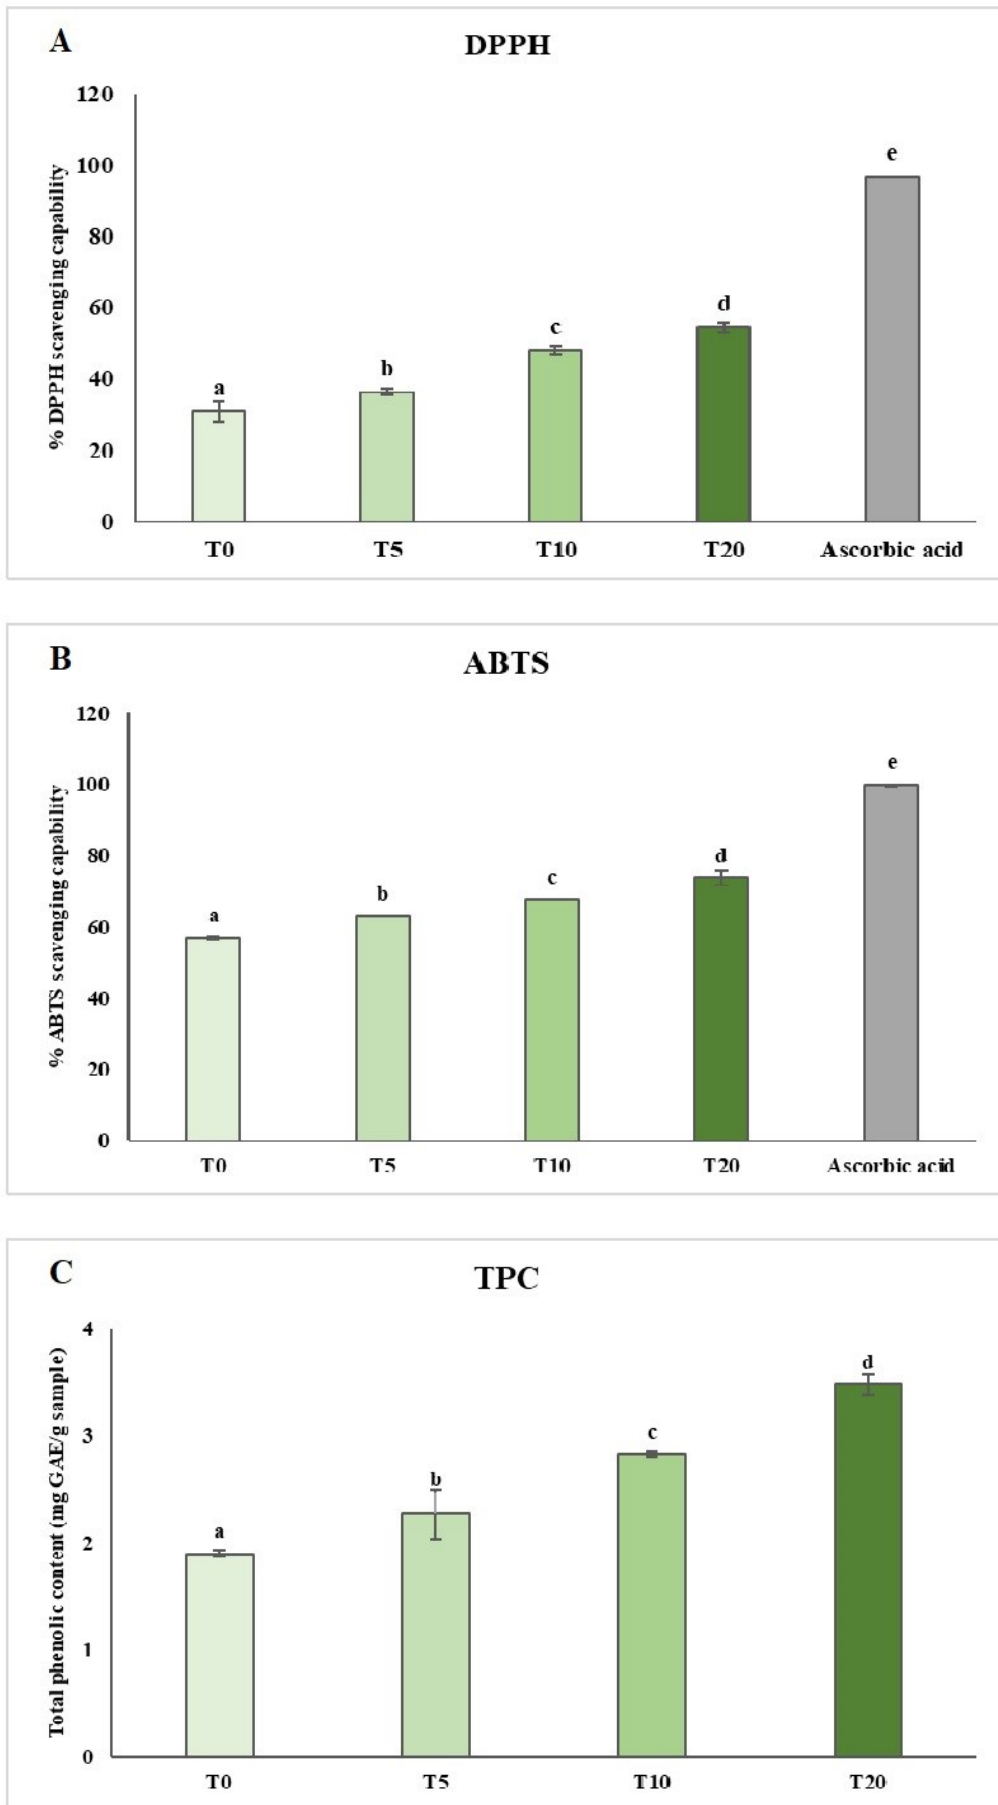 A
DPPH
% DPPH scavenging capability
120
100
80
60
40
20
0
a
b
c
d
e
T0 T5 T10 T20 Ascorbic acid
B
ABTS
% ABTS scavenging capability
120
100
80
60
40
20
0
a
b
c
d
e
T0 T5 T10 T20 Ascorbic acid
C
TPC
Total phenolic content (mg GAE/g sample)
4
3
2
1
0
a
b
c
d
T0 T5 T10 T20